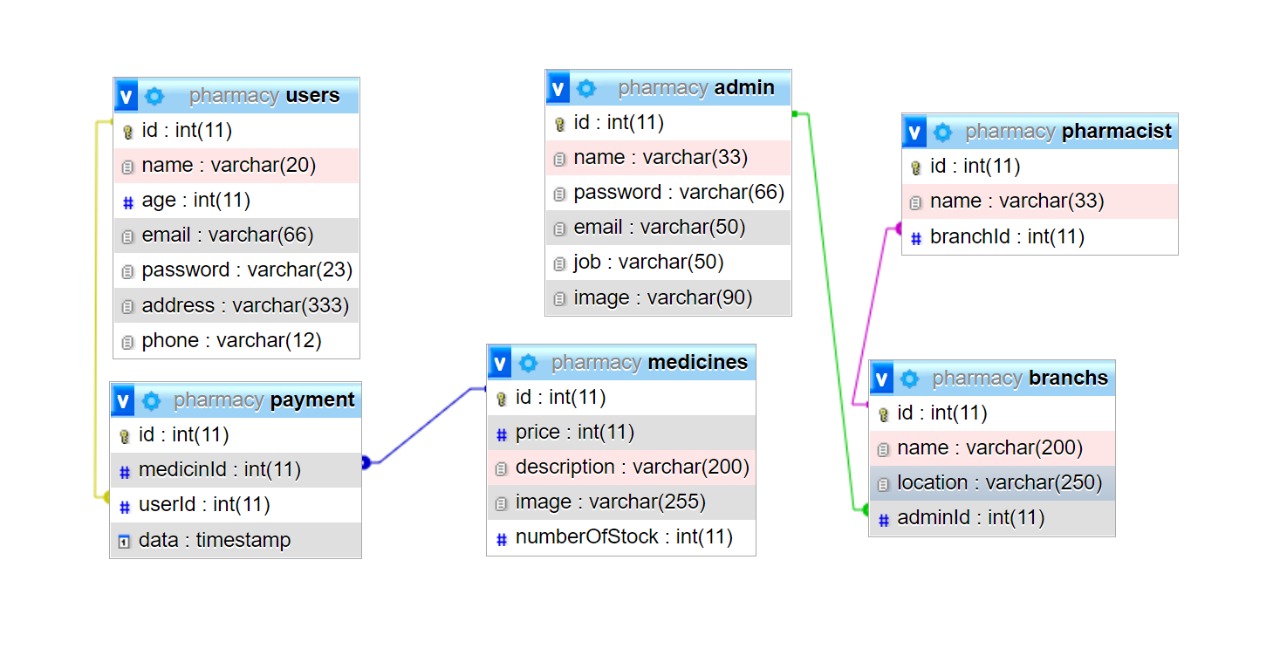 v pharmacy users
id : int(11)
name : varchar(20)
# age : int(11)
email : varchar(66)
password : varchar(23)
address : varchar(333)
phone : varchar(12)
v pharmacy payment
id : int(11)
# medicinId : int(11)
# userId : int(11)
data : timestamp
v pharmacy admin
id : int(11)
name : varchar(33)
password : varchar(66)
email : varchar(50)
job : varchar(50)
image : varchar(90)
v pharmacy medicines
id : int(11)
# price : int(11)
description : varchar(200)
image : varchar(255)
# numberOfStock : int(11)
v pharmacy pharmacist
id : int(11)
name : varchar(33)
# branchId : int(11)
v pharmacy branchs
id : int(11)
name : varchar(200)
location : varchar(250)
# adminId : int(11)